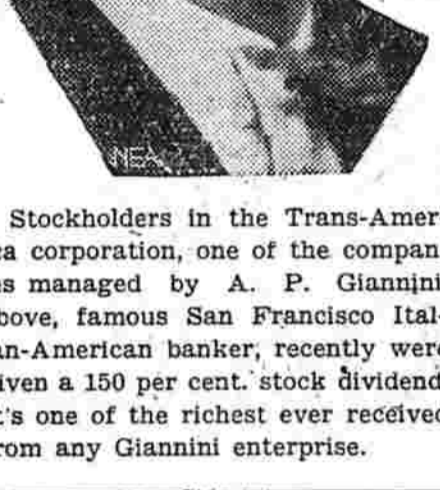 NEA
Stockholders in the Trans-Amer
ca corporation, one of the compan
s managed by A. P. Giannini
bove, famous San Francisco Ital-
an-American banker, recently were
iven a 150 per cent. stock dividend
t's one of the richest ever received
rom any Giannini enterprise.